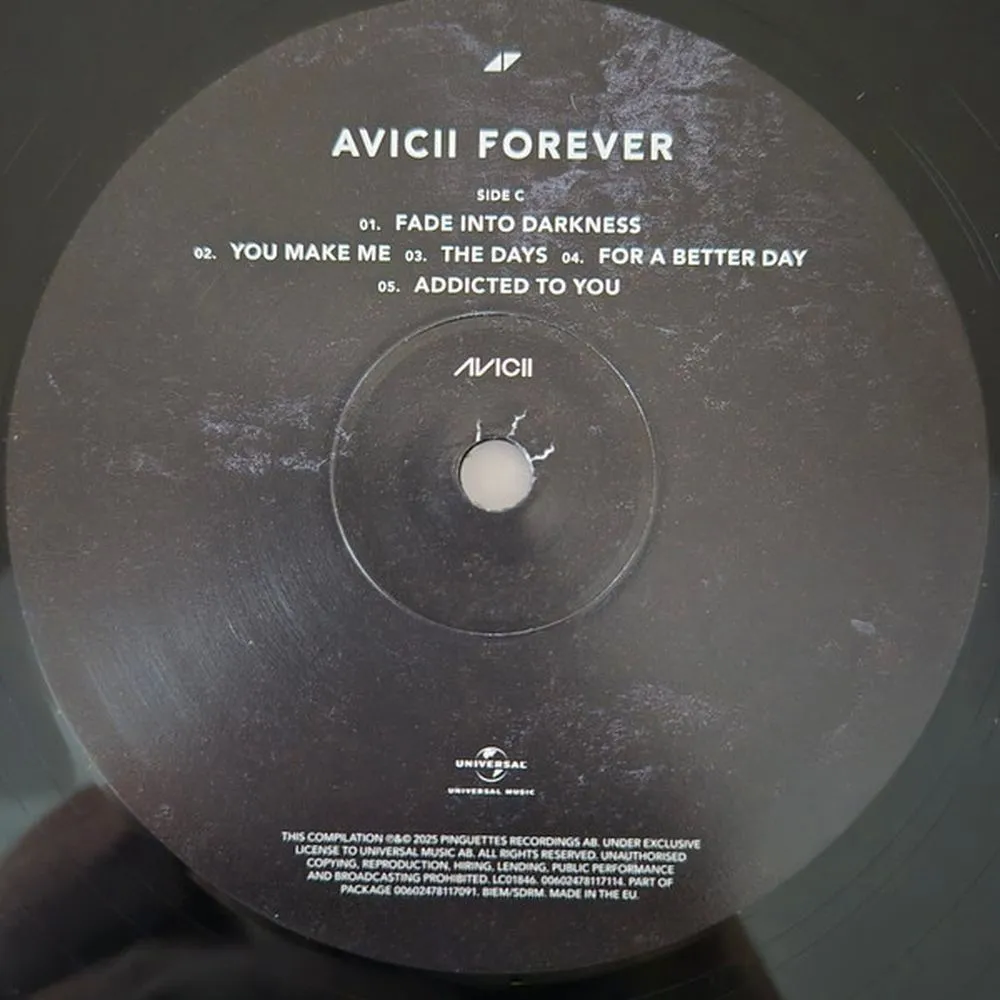 AVICII FOREVER
SIDE C
01. FADE INTO DARKNESS
02. YOU MAKE ME 03. THE DAYS 04. FOR A BETTER DAY
05. ADDICTED TO YOU
AVICII
UNIVERSAL
UNIVERSAL MUSIC
THIS COMPILATION ℗&© 2025 PINGUETTES RECORDINGS AB. UNDER EXCLUSIVE
LICENSE TO UNIVERSAL MUSIC AB. ALL RIGHTS RESERVED. UNAUTHORISED
COPYING, REPRODUCTION, HIRING, LENDING, PUBLIC PERFORMANCE
AND BROADCASTING PROHIBITED. LC01846. 00602478117114. PART OF
PACKAGE 00602478117091. BIEM/SDRM. MADE IN THE EU.